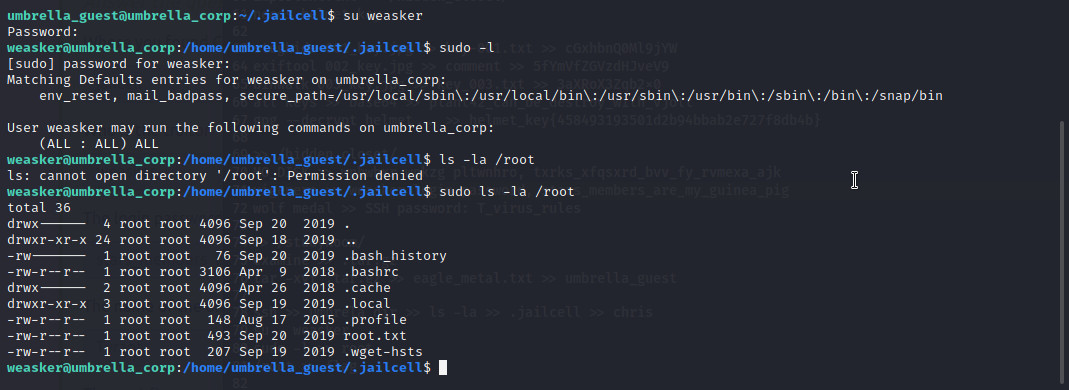 umbrella_guest@umbrella_corp:~/.jailcell$ su weasker
Password:
weasker@umbrella_corp:/home/umbrella_guest/.jailcell$ sudo -l
[sudo] password for weasker:
Matching Defaults entries for weasker on umbrella_corp:
    env_reset, mail_badpass, secure_path=/usr/local/sbin\:/usr/local/bin\:/usr/sbin\:/usr/bin\:/sbin\:/bin\:/snap/bin

User weasker may run the following commands on umbrella_corp:
    (ALL : ALL) ALL
weasker@umbrella_corp:/home/umbrella_guest/.jailcell$ ls -la /root
ls: cannot open directory '/root': Permission denied
weasker@umbrella_corp:/home/umbrella_guest/.jailcell$ sudo ls -la /root
total 36
drwx------  4 root root 4096 Sep 20  2019 .
drwxr-xr-x 24 root root 4096 Sep 18  2019 ..
-rw-------  1 root root   76 Sep 20  2019 .bash_history
-rw-r--r--  1 root root 3106 Apr  9  2018 .bashrc
drwx------  2 root root 4096 Apr 26  2018 .cache
drwxr-xr-x  3 root root 4096 Sep 19  2019 .local
-rw-r--r--  1 root root  148 Aug 17  2015 .profile
-rw-r--r--  1 root root  493 Sep 20  2019 root.txt
-rw-r--r--  1 root root  207 Sep 19  2019 .wget-hsts
weasker@umbrella_corp:/home/umbrella_guest/.jailcell$